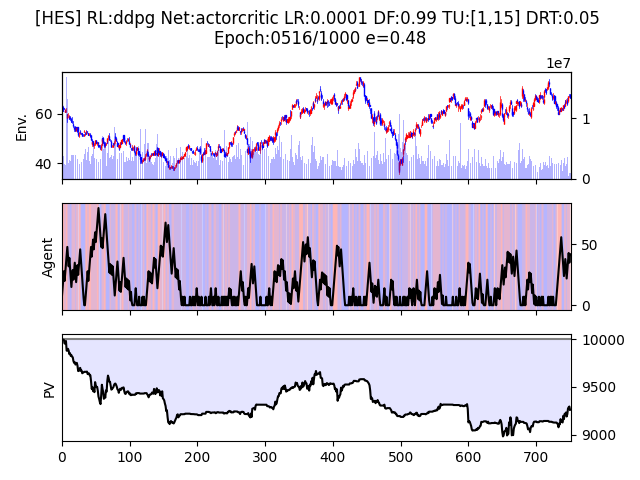 [HES] RL:ddpg Net:actorcritic LR:0.0001 DF:0.99 TU:[1,15] DRT:0.05
Epoch:0516/1000 e=0.48
1e7
Env.
60
40
1
0
Agent
50
0
PV
10000
9500
9000
0
100
200
300
400
500
600
700